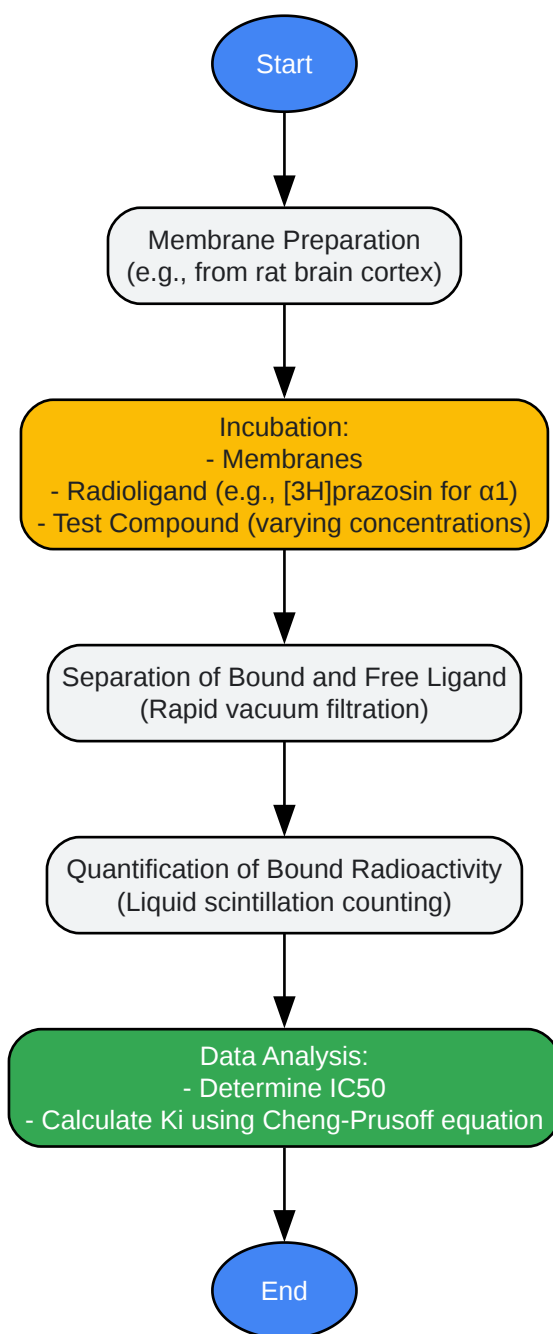 Start
Membrane Preparation
(e.g., from rat brain cortex)
Incubation:
- Membranes
- Radioligand (e.g., [3H]prazosin for α1)
- Test Compound (varying concentrations)
Separation of Bound and Free Ligand
(Rapid vacuum filtration)
Quantification of Bound Radioactivity
(Liquid scintillation counting)
Data Analysis:
- Determine IC50
- Calculate Ki using Cheng-Prusoff equation
End